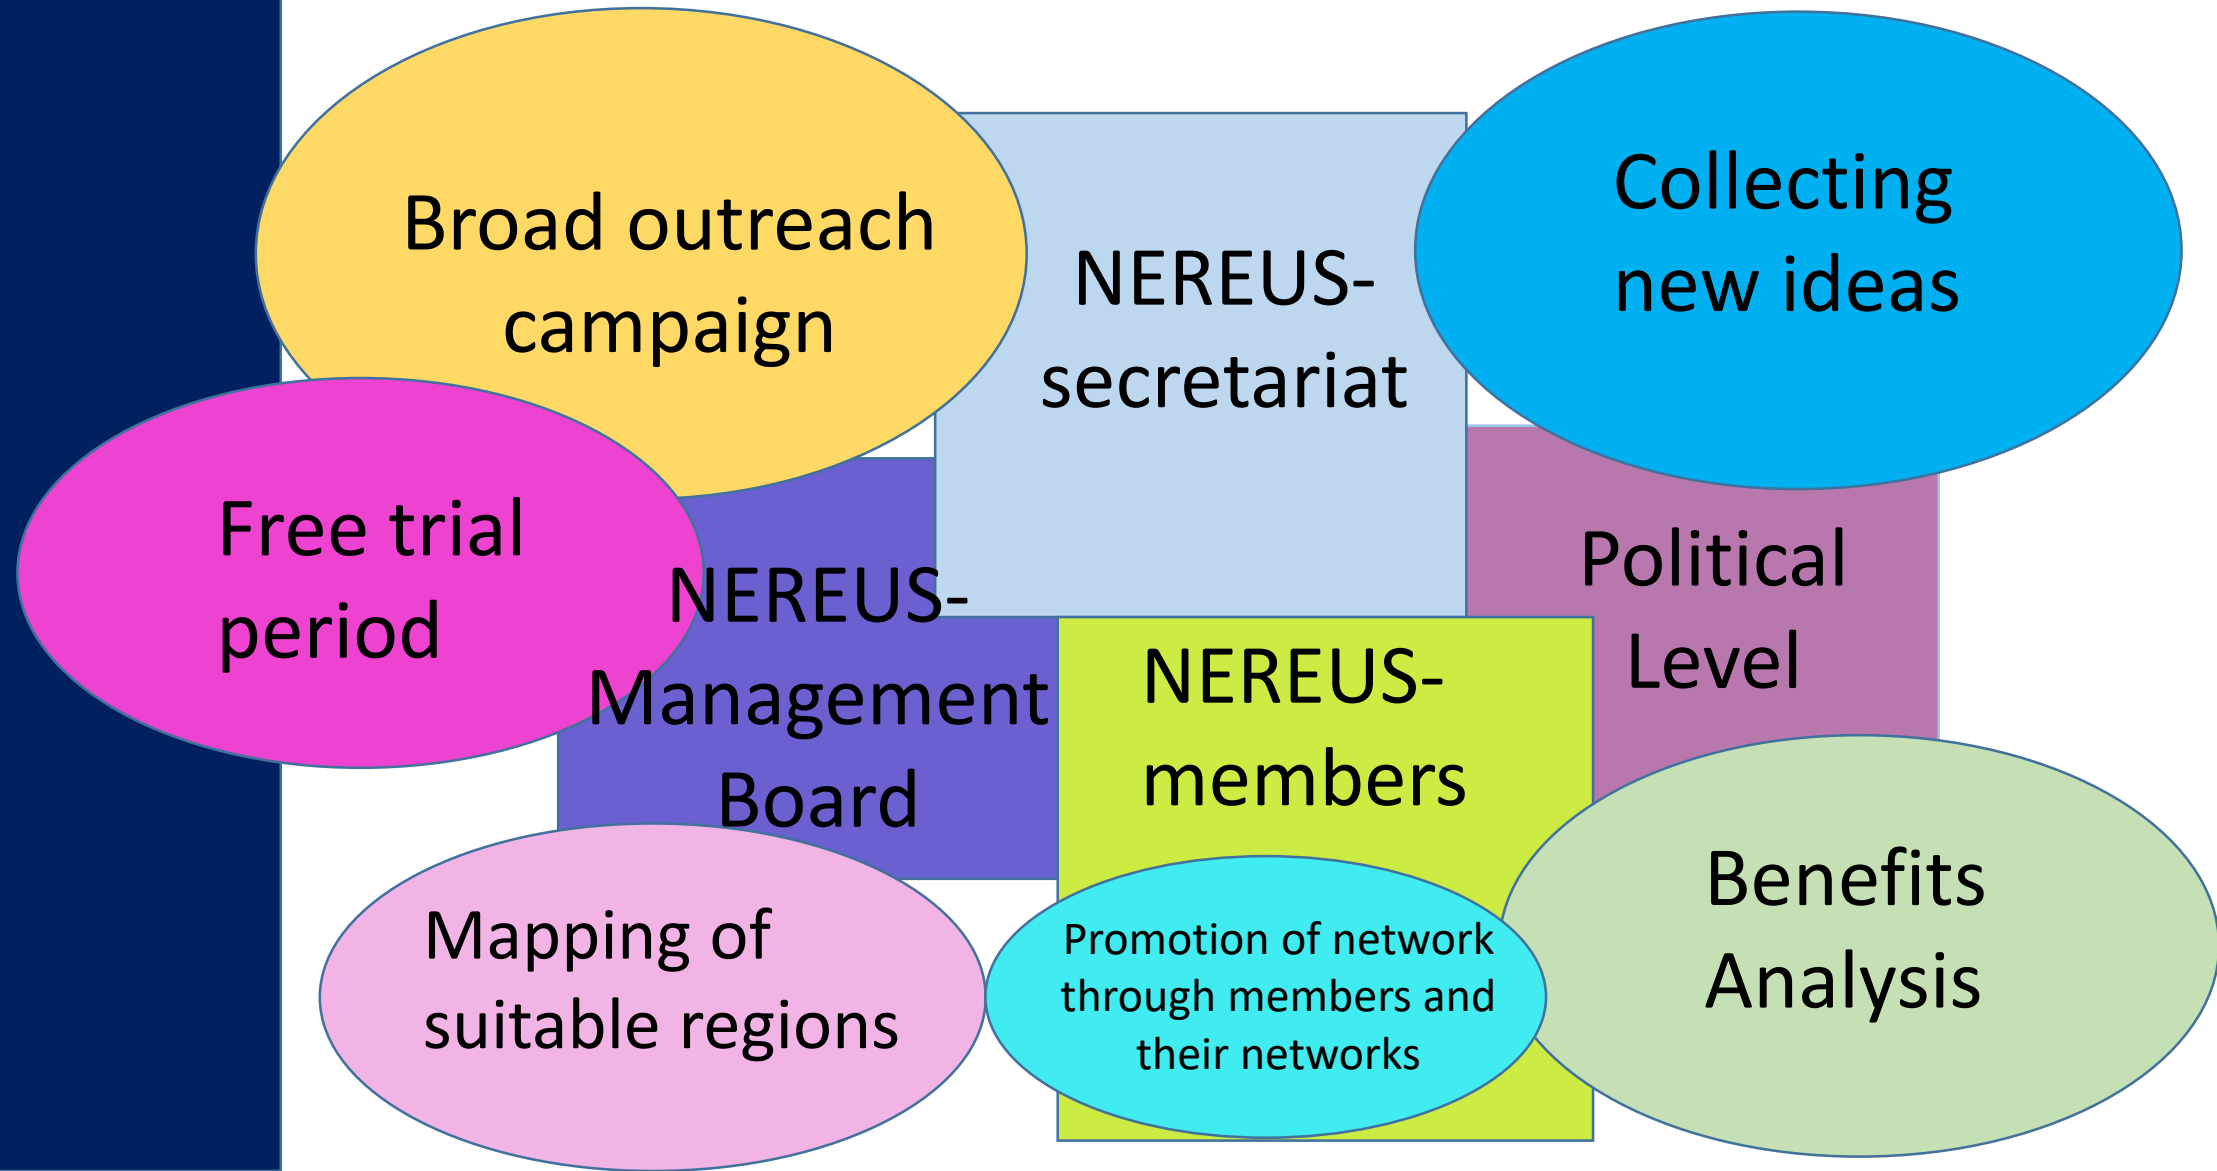 Broad outreach
campaign
NEREUS-
secretariat
Collecting
new ideas
Free trial
period
NEREUS-
Management
Board
NEREUS-
members
Political
Level
Mapping of
suitable regions
Promotion of network
through members and
their networks
Benefits
Analysis